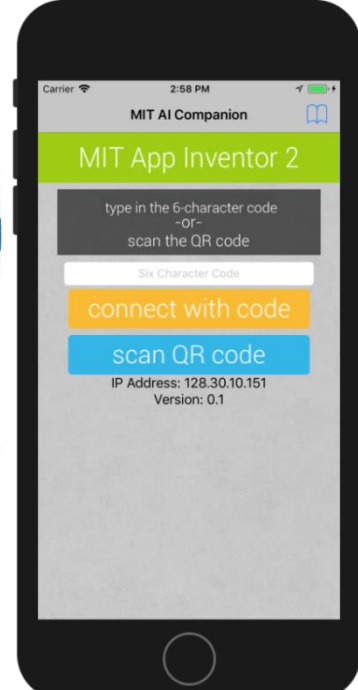 Carrier 2:58 PM
MIT AI Companion
MIT App Inventor 2
type in the 6-character code
-or-
scan the QR code
Six Character Code
connect with code
scan QR code
IP Address: 128.30.10.151
Version: 0.1